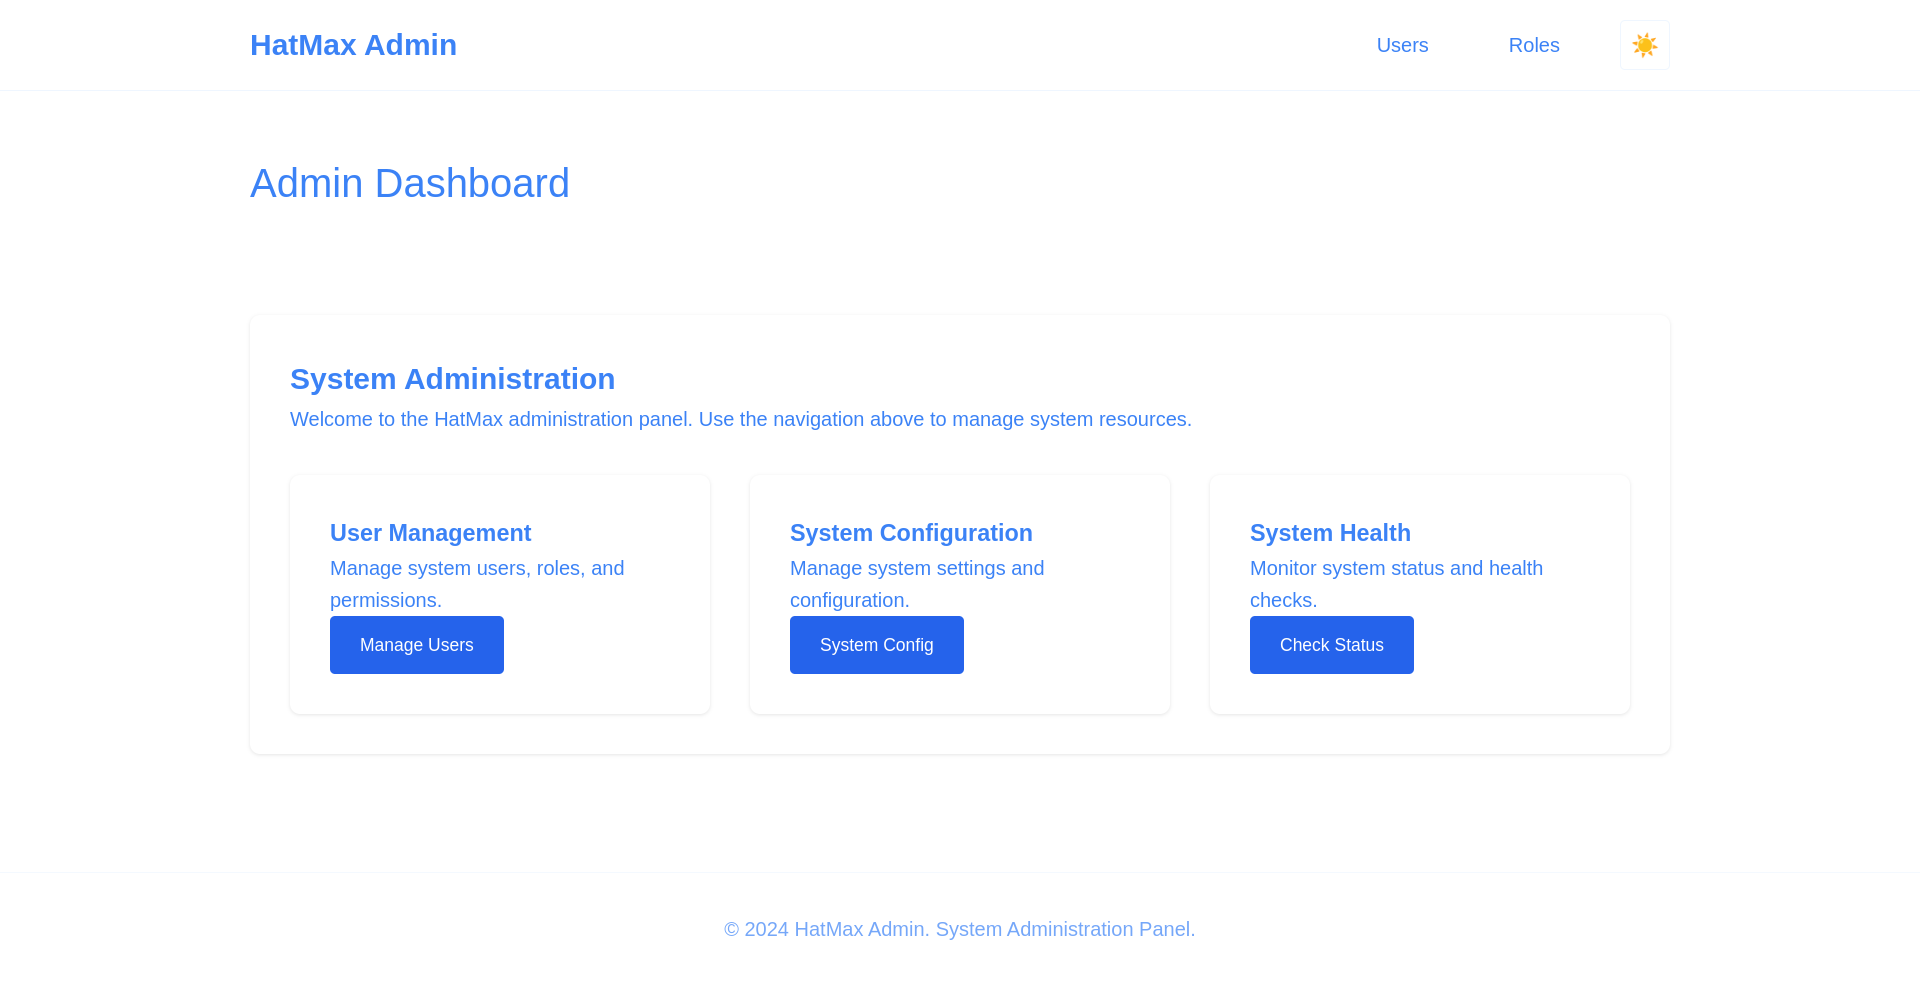 HatMax Admin
Users
Roles
Admin Dashboard
System Administration
Welcome to the HatMax administration panel. Use the navigation above to manage system resources.
User Management
Manage system users, roles, and
permissions.
Manage Users
System Configuration
Manage system settings and
configuration.
System Config
System Health
Monitor system status and health
checks.
Check Status
© 2024 HatMax Admin. System Administration Panel.